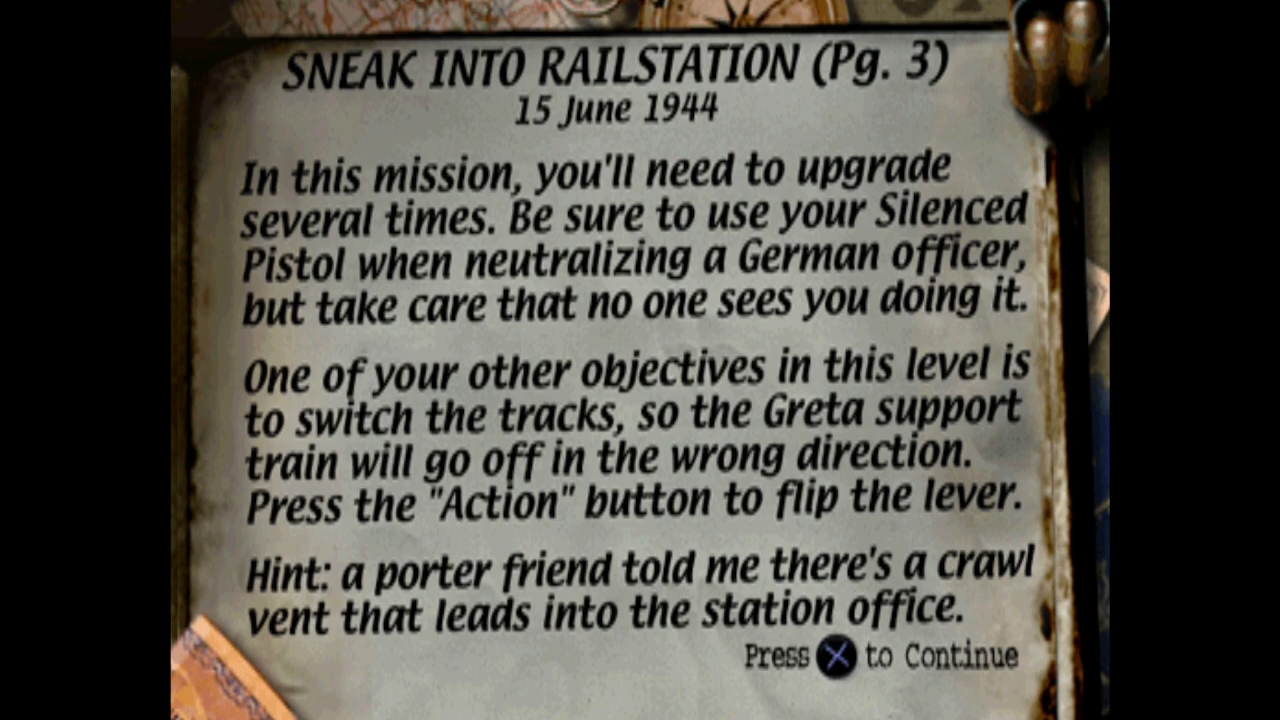 SNEAK INTO RAILSTATION (Pg. 3)
15 June 1944
In this mission, you'll need to upgrade
several times. Be sure to use your Silenced
Pistol when neutralizing a German officer,
but take care that no one sees you doing it.
One of your other objectives in this level is
to switch the tracks, so the Greta support
train will go off in the wrong direction.
Press the "Action" button to flip the lever.
Hint: a porter friend told me there's a crawl
vent that leads into the station office.
Press X to Continue